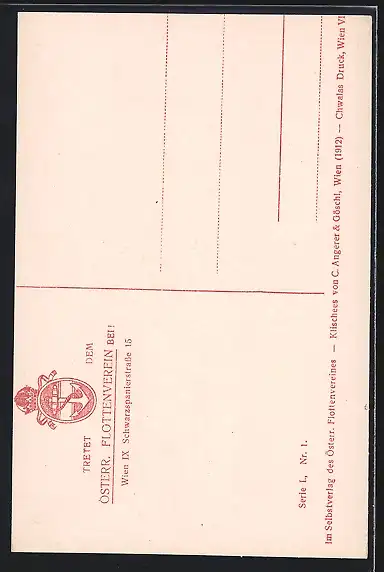 TRETET DEM
ÖSTERR. FLOTTENVEREIN BEI!
Wien IX Schwarzspanierstraße 15
Serie I, Nr. 1.
Im Selbstverlag des Österr. Flottenvereines — Klischees von C. Angerer & Göschl, Wien (1912) — Chwalas Druck, Wien VI